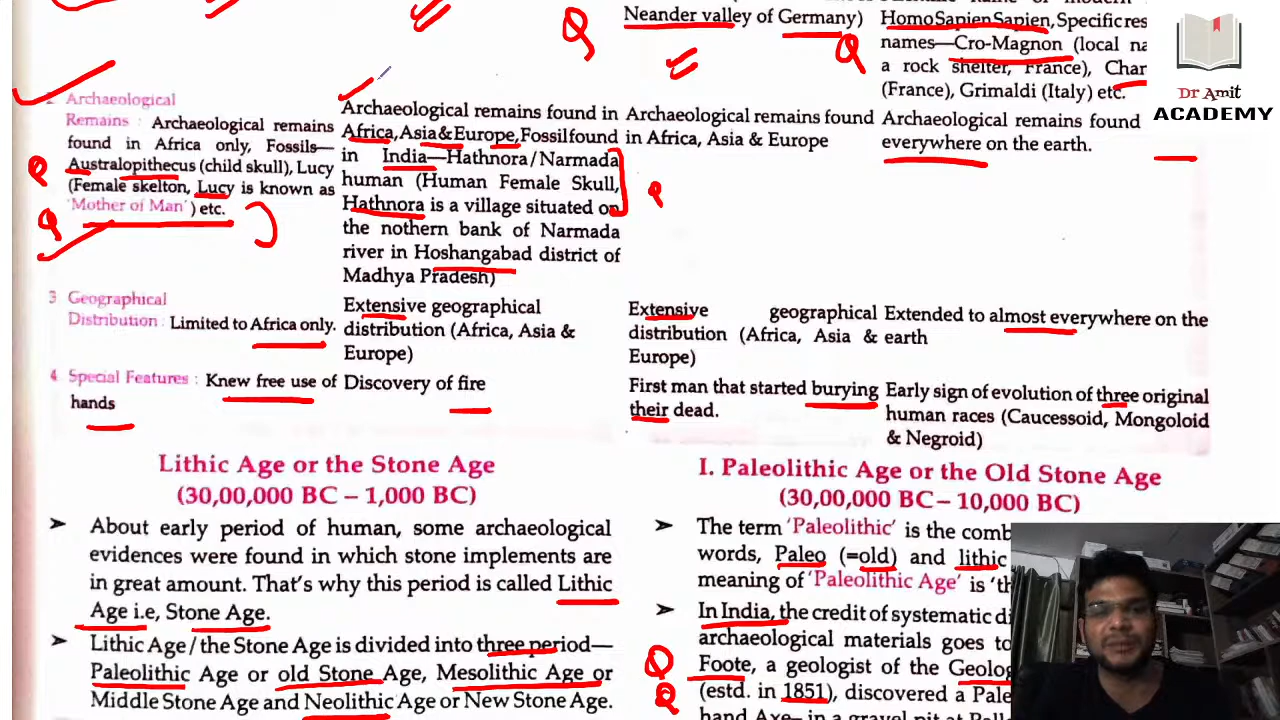 Neander valley of Germany)
Homo Sapien Sapien, Specific res
names—Cro-Magnon (local na
a rock shelter, France), Char
(France), Grimaldi (Italy) etc.
Dr Amit
ACADEMY
Archaeological
Remains : Archaeological remains
found in Africa only, Fossils—
Australopithecus (child skull), Lucy
(Female skelton, Lucy is known as
'Mother of Man') etc.
Archaeological remains found in
Africa, Asia & Europe, Fossil found
in India—Hathnora/Narmada
human (Human Female Skull,
Hathnora is a village situated on
the nothern bank of Narmada
river in Hoshangabad district of
Madhya Pradesh)
Archaeological remains found
in Africa, Asia & Europe
Archaeological remains found
everywhere on the earth.
3 Geographical
Distribution : Limited to Africa only.
Extensive geographical
distribution (Africa, Asia &
Europe)
Extensive geographical
distribution (Africa, Asia &
Europe)
Extended to almost everywhere on the
earth
4 Special Features : Knew free use of
hands
Discovery of fire
First man that started burying
their dead.
Early sign of evolution of three original
human races (Caucessoid, Mongoloid
& Negroid)
Lithic Age or the Stone Age
(30,00,000 BC – 1,000 BC)
➤ About early period of human, some archaeological
evidences were found in which stone implements are
in great amount. That's why this period is called Lithic
Age i.e, Stone Age.
➤ Lithic Age/the Stone Age is divided into three period—
Paleolithic Age or old Stone Age, Mesolithic Age or
Middle Stone Age and Neolithic Age or New Stone Age.
I. Paleolithic Age or the Old Stone Age
(30,00,000 BC – 10,000 BC)
➤ The term 'Paleolithic' is the comb
words, Paleo (=old) and lithic
meaning of 'Paleolithic Age' is 'th
➤ In India, the credit of systematic di
archaeological materials goes to
Foote, a geologist of the Geolog
(estd. in 1851), discovered a Pale
hand Axe– in a gravel pit at Pall